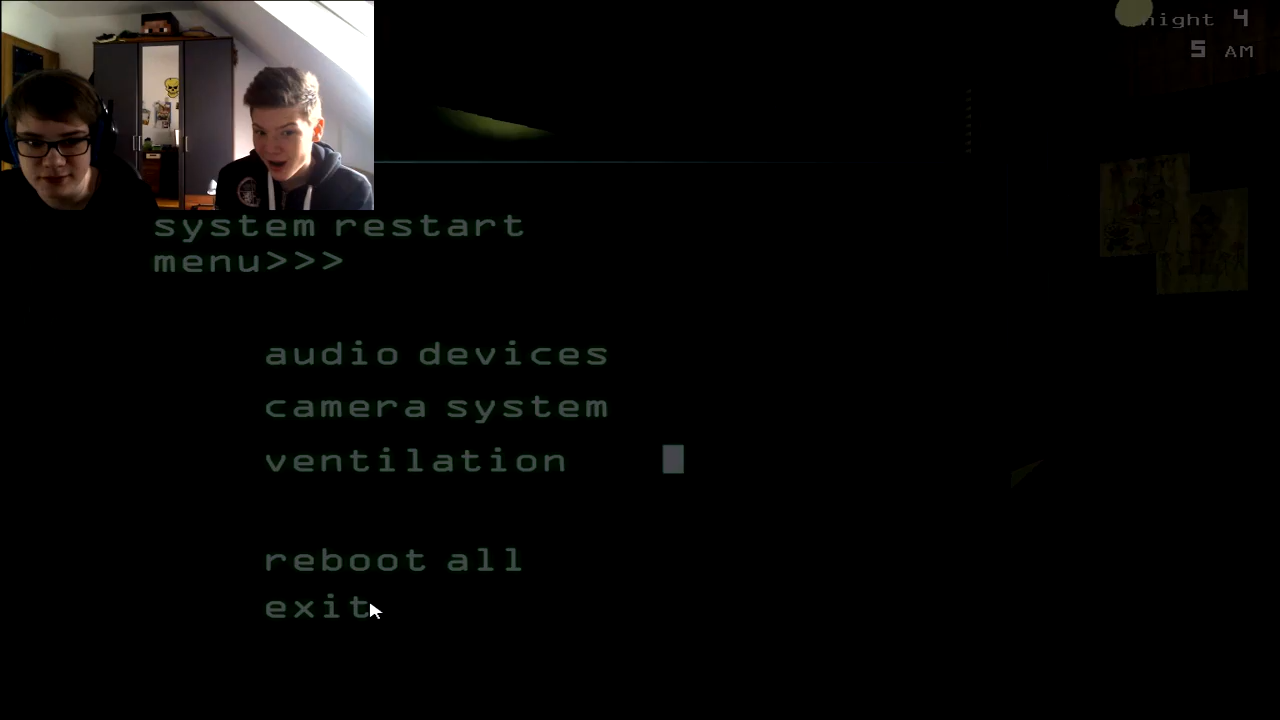 night 4
5 AM
system restart
menu>>>
audio devices
camera system
ventilation
reboot all
exit